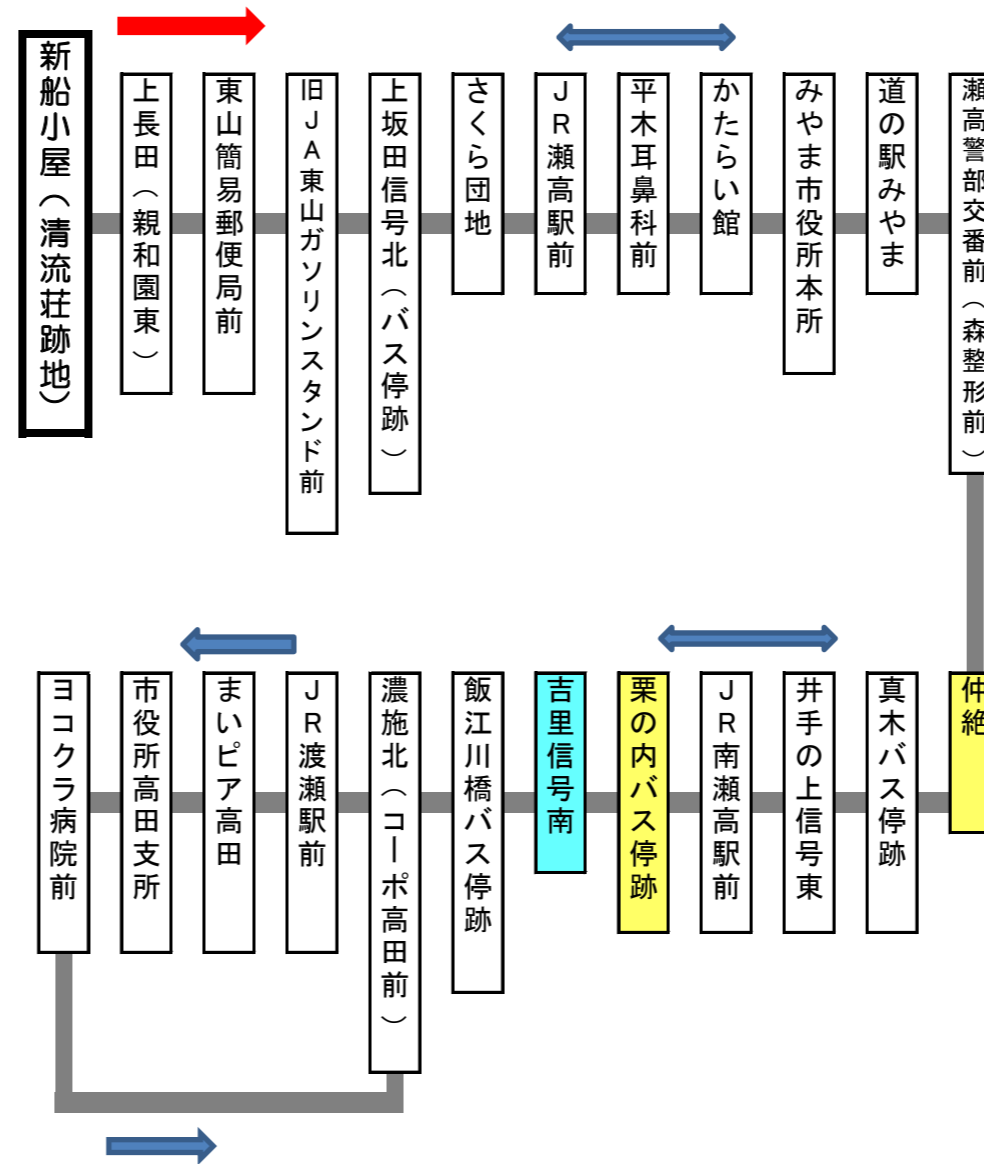 新船小屋（清流荘跡地）
上長田（親和園東）
東山簡易郵便局前
旧ＪＡ東山ガソリンスタンド前
上坂田信号北（バス停跡）
さくら団地
ＪＲ瀬高駅前
平木耳鼻科前
かたらい館
みやま市役所本所
道の駅みやま
瀬高警部交番前（森整形前）
ヨコクラ病院前
市役所高田支所
まいピア高田
ＪＲ渡瀬駅前
濃施北（コーポ高田前）
飯江川橋バス停跡
吉里信号南
栗の内バス停跡
ＪＲ南瀬高駅前
井手の上信号東
真木バス停跡
仲絶